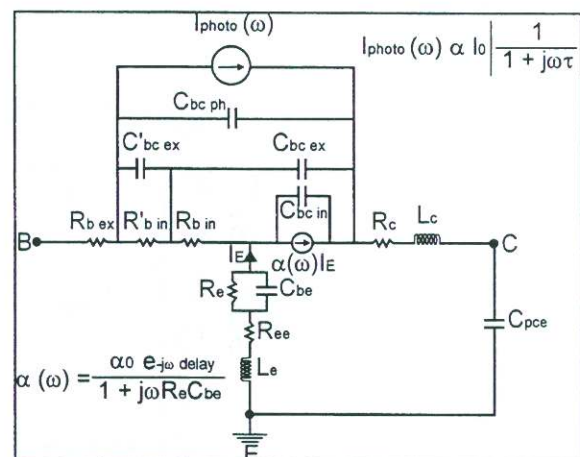 Iphoto (ω)
Iphoto (ω) α I0 | 1
1 + jωτ
Cbc ph
C'bc ex
Cbc ex
Cbc in
Rb ex
R'b in
Rb in
Rc
Lc
B
C
IE
α(ω)IE
Re
Cbe
Ree
Cpce
Le
α (ω) = α0 e-jω delay
1 + jωReCbe
E